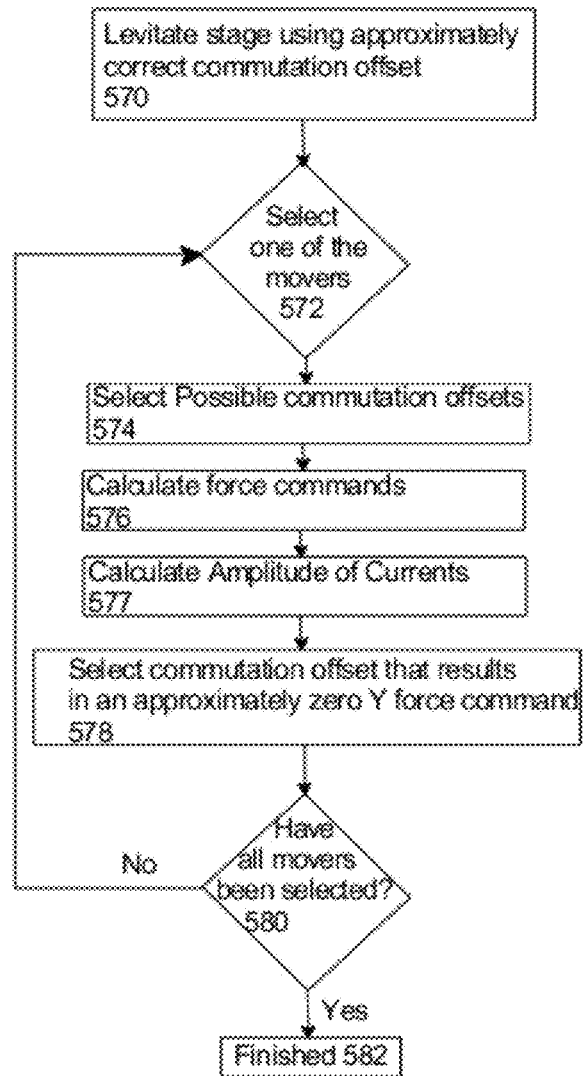 Levitate stage using approximately
correct commutation offset
570
Select
one of the
movers
572
Select Possible commutation offsets
574
Calculate force commands
576
Calculate Amplitude of Currents
577
Select commutation offset that results
in an approximately zero Y force command
578
Have
all movers
been selected?
580
No
Yes
Finished 582